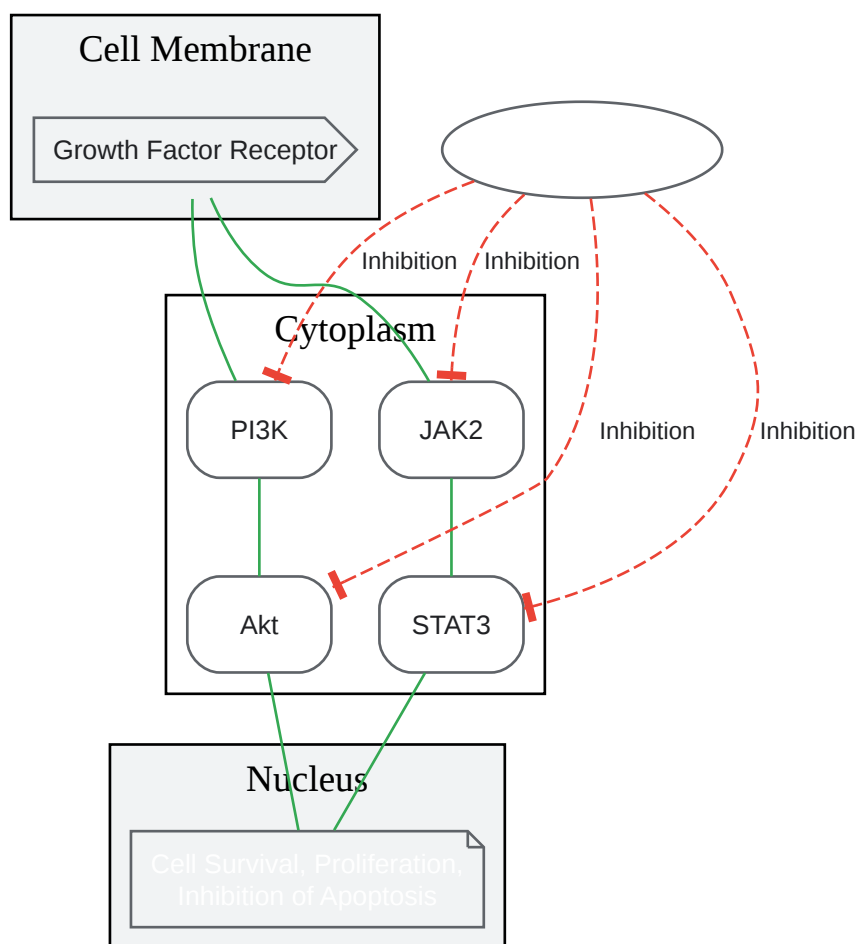 Cell Membrane
Growth Factor Receptor
Inhibition
Inhibition
Cytoplasm
PI3K
JAK2
Inhibition
Inhibition
Akt
STAT3
Nucleus
Cell Survival, Proliferation,
Inhibition of Apoptosis